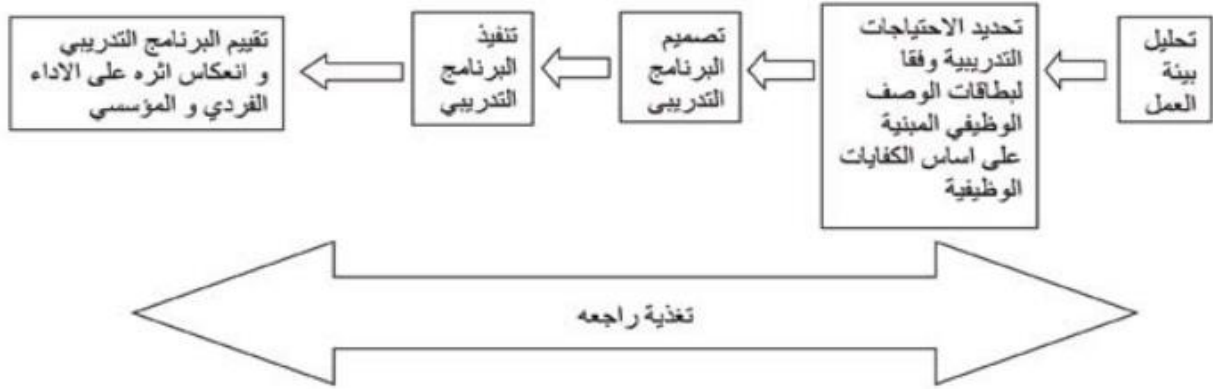 تحليل
بيئة
العمل
تحديد الاحتياجات
التدريبية وفقا
لبطاقات الوصف
الوظيفي المبنية
على اساس الكفايات
الوظيفية
تصميم
البرنامج
التدريبى
تنفيذ
البرنامج
التدريبي
تقييم البرنامج التدريبي
و انعكاس اثره على الاداء
الفردي و المؤسسي
تغذية راجعه